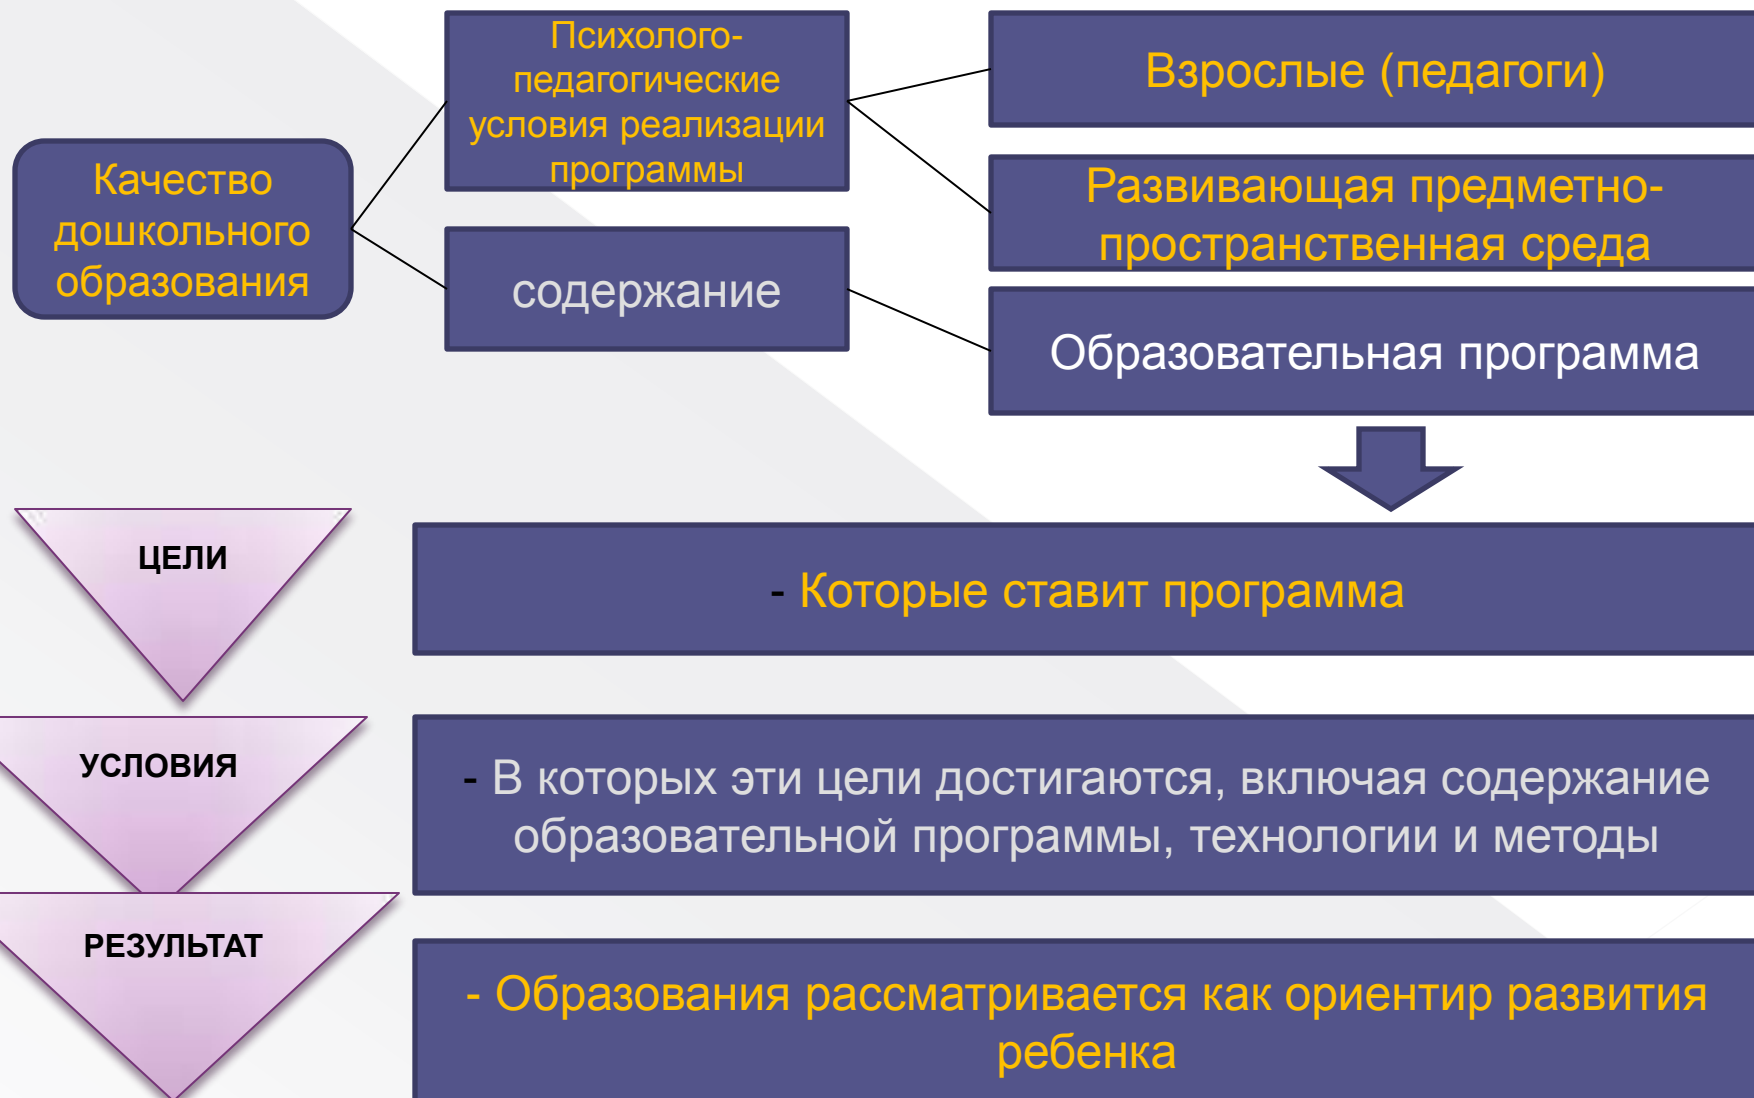 Психолого-
педагогические
условия реализации
программы
Взрослые (педагоги)
Качество
дошкольного
образования
Развивающая предметно-
пространственная среда
содержание
Образовательная программа
ЦЕЛИ
- Которые ставит программа
УСЛОВИЯ
- В которых эти цели достигаются, включая содержание
образовательной программы, технологии и методы
РЕЗУЛЬТАТ
- Образования рассматривается как ориентир развития
ребенка